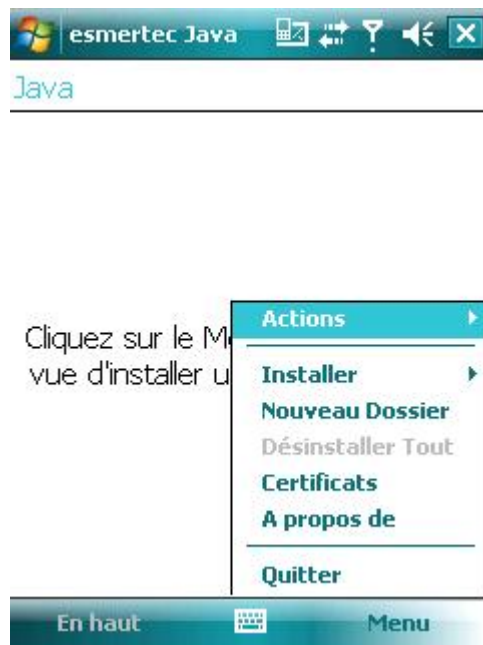 esmertec Java
Java
Cliquez sur le
vue d'installer
Actions
Installer
Nouveau Dossier
Désinstaller Tout
Certificats
A propos de
Quitter
En haut
Menu